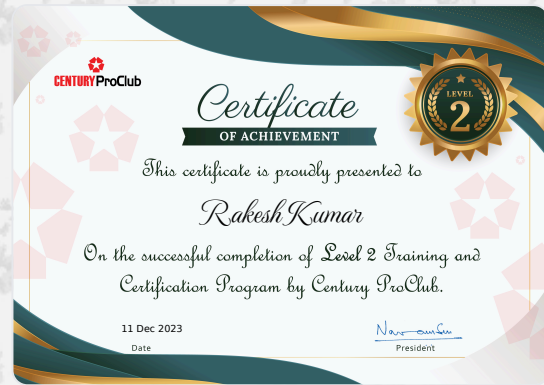 CENTURY ProClub
LEVEL
2
Certificate
OF ACHIEVEMENT
This certificate is proudly presented to
Rakesh Kumar
On the successful completion of Level 2 Training and
Certification Program by Century ProClub.
11 Dec 2023
Date
President